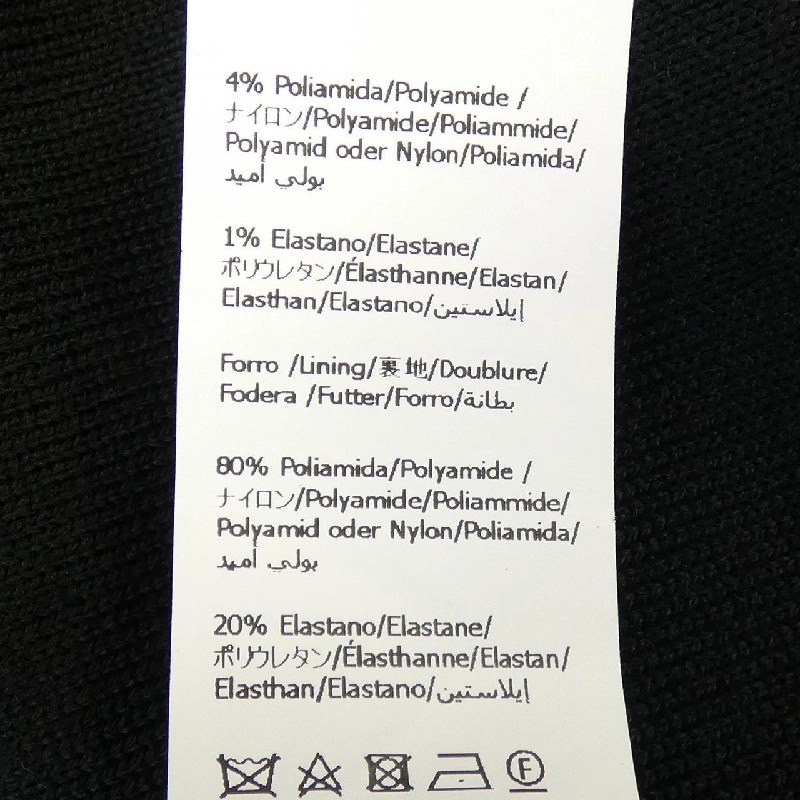 4% Poliamida/Polyamide /
ナイロン/Polyamide/Poliammide/
Polyamid oder Nylon/Poliamida/
بولي أميد
1% Elastano/Elastane/
ポリウレタン/Élasthanne/Elastan/
Elasthan/Elastano/إيلاستين
Forro /Lining/裏地/Doublure/
Fodera /Futter/Forro/بطانة
80% Poliamida/Polyamide /
ナイロン/Polyamide/Poliammide/
Polyamid oder Nylon/Poliamida/
بولي أميد
20% Elastano/Elastane/
ポリウレタン/Élasthanne/Elastan/
Elasthan/Elastano/إيلاستين
F